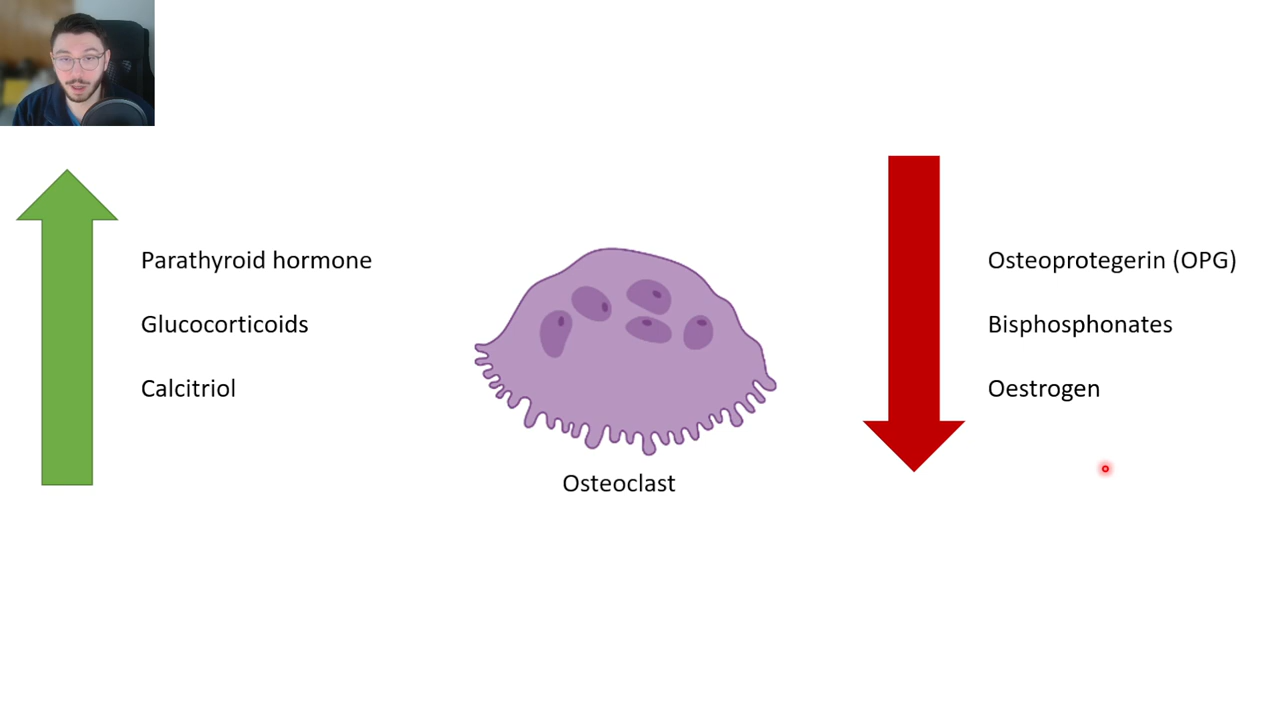 Parathyroid hormone
Glucocorticoids
Calcitriol
Osteoclast
Osteoprotegerin (OPG)
Bisphosphonates
Oestrogen